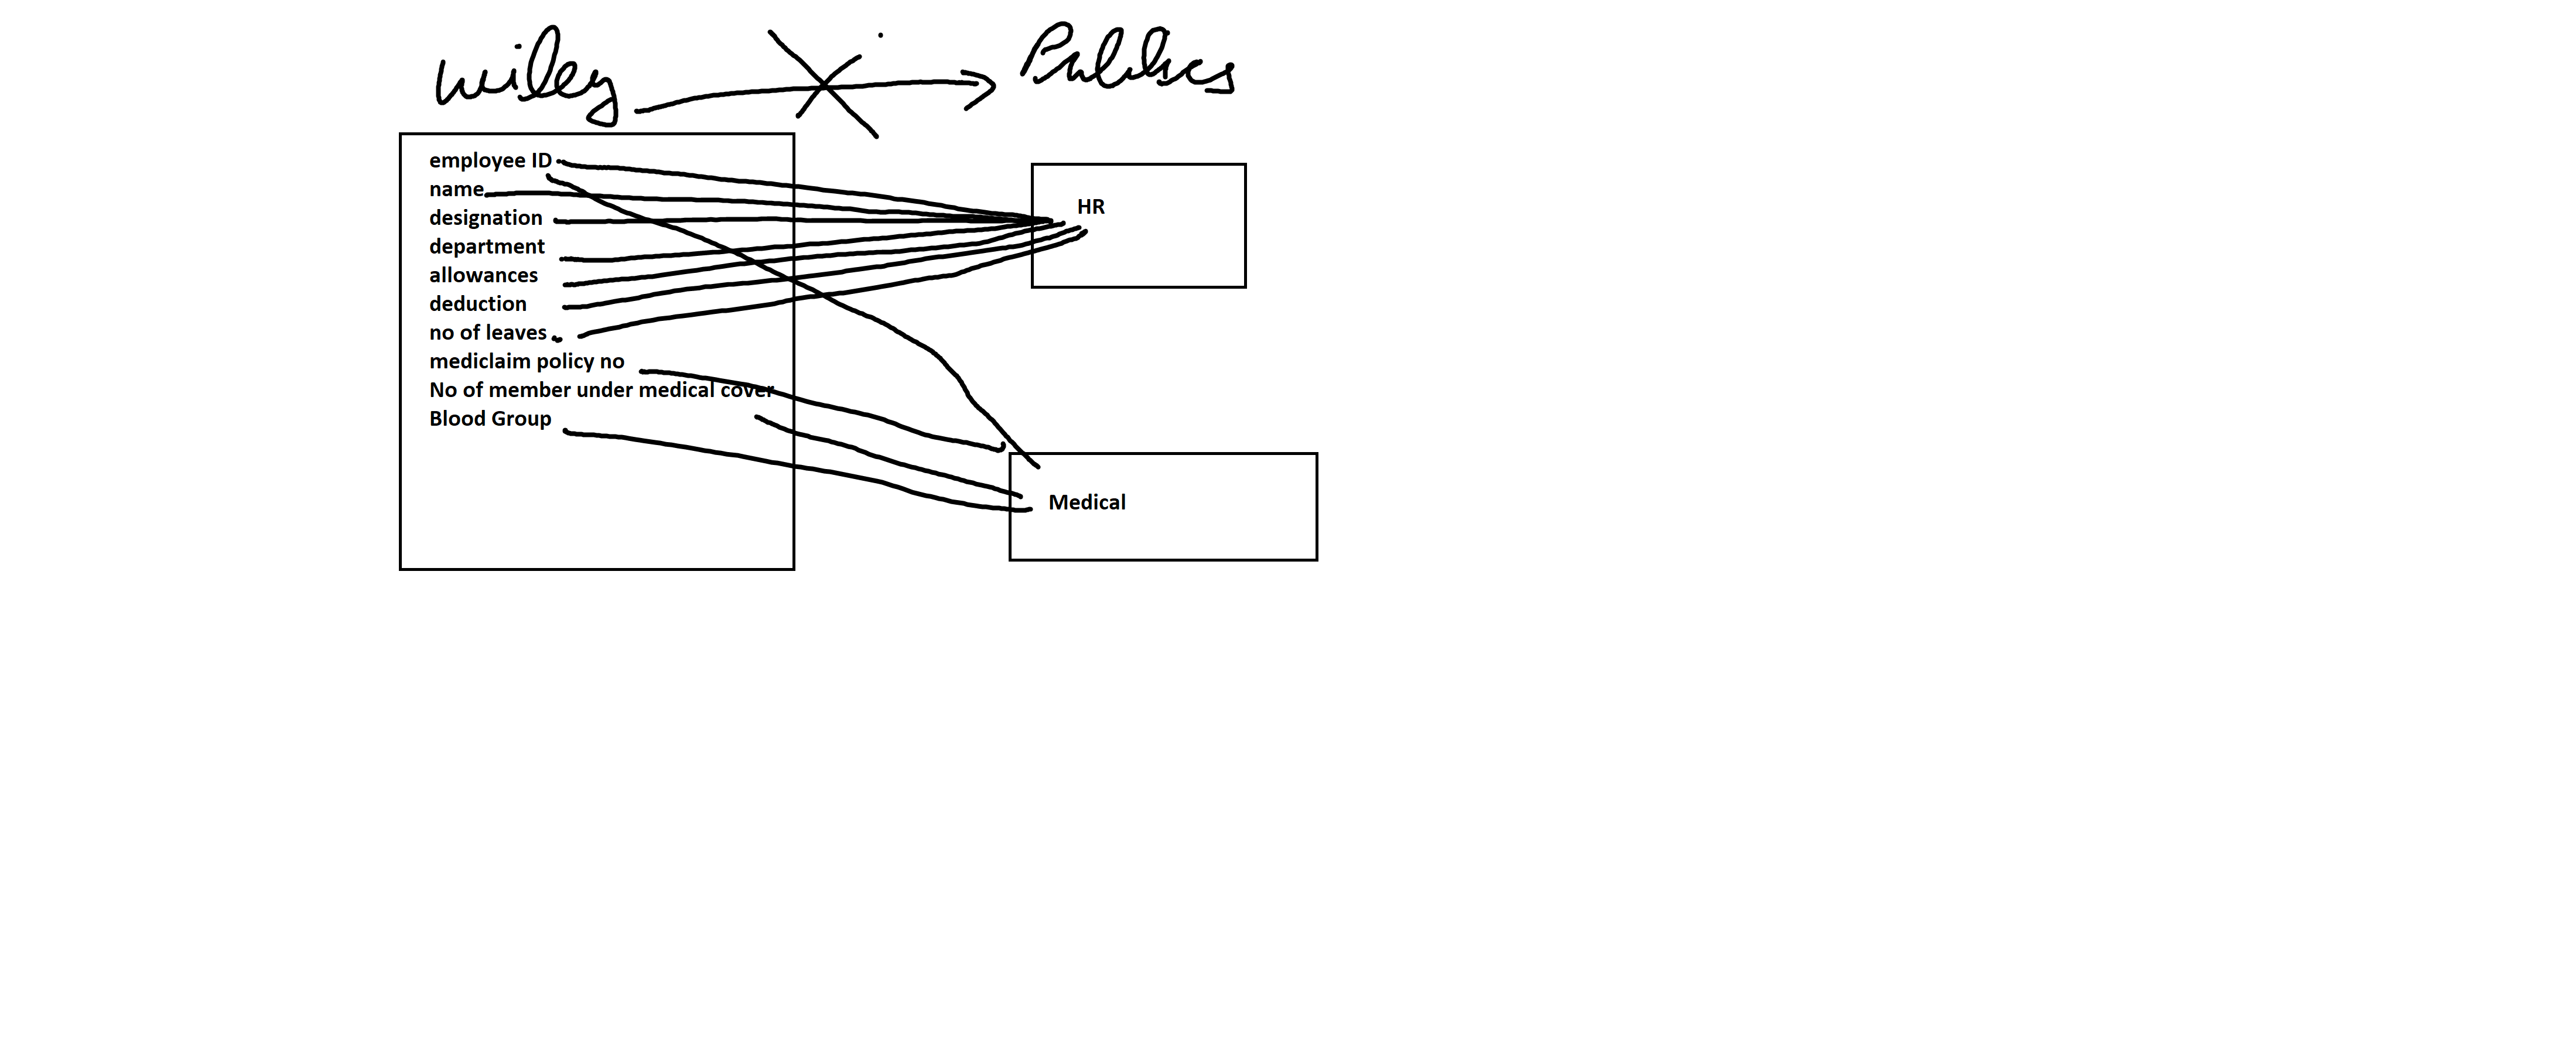 wiley
employee ID
name
designation
department
allowances
deduction
no of leaves
mediclaim policy no
No of member under medical cover
Blood Group
HR
Medical